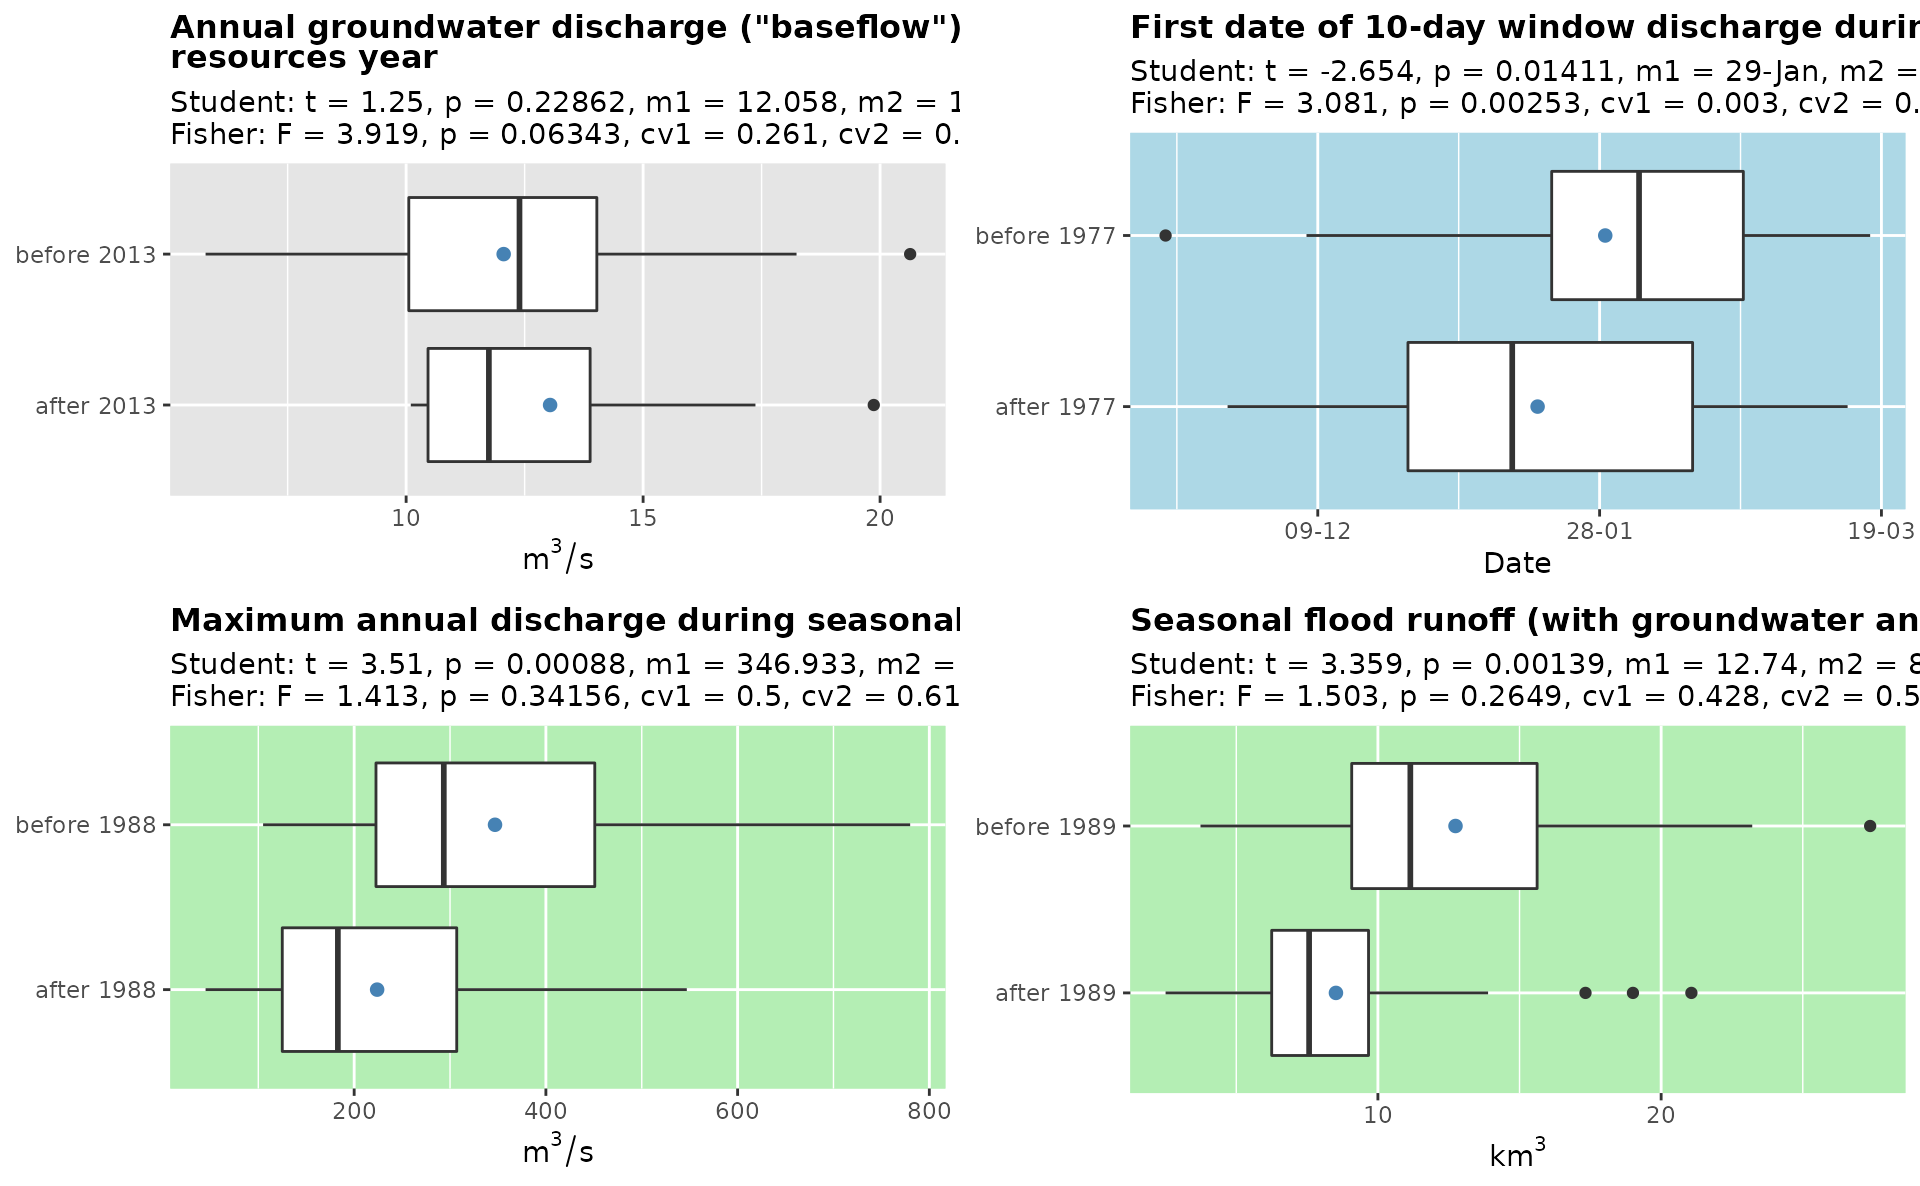 Annual groundwater discharge ("baseflow")
resources year
Student: t = 1.25, p = 0.22862, m1 = 12.058, m2 = 1
Fisher: F = 3.919, p = 0.06343, cv1 = 0.261, cv2 = 0.
before 2013
after 2013
10 15 20
m³/s
First date of 10-day window discharge durin
Student: t = -2.654, p = 0.01411, m1 = 29-Jan, m2 =
Fisher: F = 3.081, p = 0.00253, cv1 = 0.003, cv2 = 0.
before 1977
after 1977
09-12 28-01 19-03
Date
Maximum annual discharge during seasonal
Student: t = 3.51, p = 0.00088, m1 = 346.933, m2 =
Fisher: F = 1.413, p = 0.34156, cv1 = 0.5, cv2 = 0.61
before 1988
after 1988
200 400 600 800
m³/s
Seasonal flood runoff (with groundwater an
Student: t = 3.359, p = 0.00139, m1 = 12.74, m2 = 8
Fisher: F = 1.503, p = 0.2649, cv1 = 0.428, cv2 = 0.5
before 1989
after 1989
10 20
km³